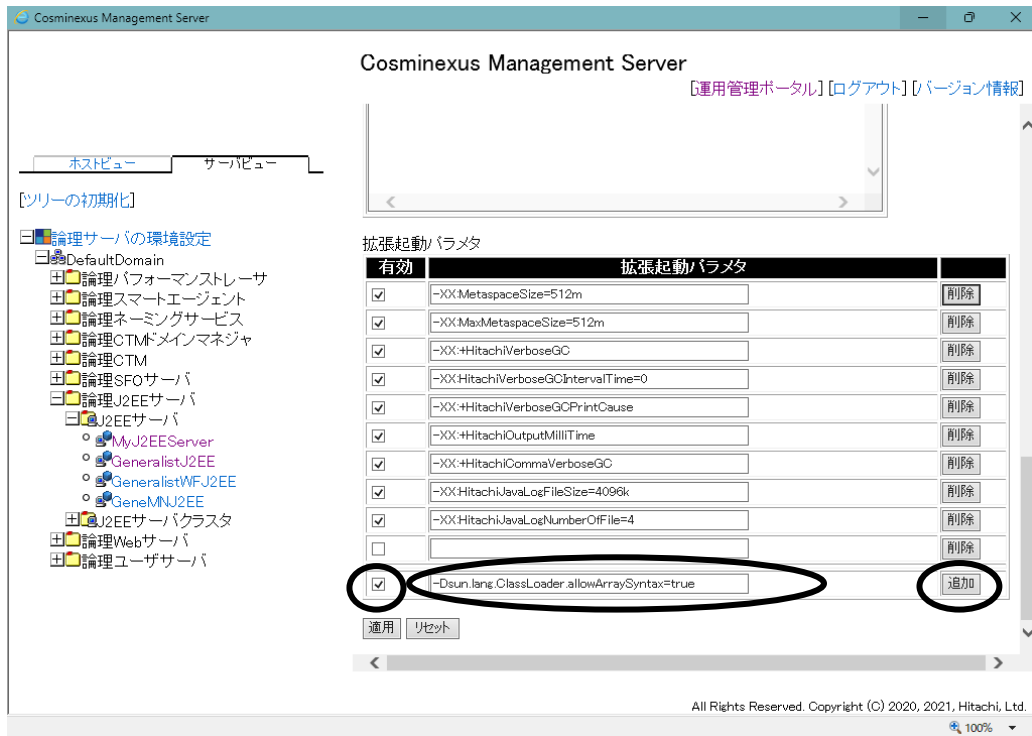 Cosminexus Management Server
Cosminexus Management Server
[運用管理ポータル] [ログアウト] [バージョン情報]
ホストビュー
サーバビュー
[ツリーの初期化]
論理サーバの環境設定
DefaultDomain
論理パフォーマンストレーサ
論理スマートエージェント
論理ネーミングサービス
論理CTMドメインマネジャ
論理CTM
論理SFOサーバ
論理J2EEサーバ
J2EEサーバ
MyJ2EEServer
GeneralistJ2EE
GeneralistWFJ2EE
GeneMNJ2EE
J2EEサーバクラスタ
論理Webサーバ
論理ユーザサーバ
拡張起動パラメタ
有効 拡張起動パラメタ
-XX:MetaspaceSize=512m 削除
-XX:MaxMetaspaceSize=512m 削除
-XX:+HitachiVerboseGC 削除
-XX:HitachiVerboseGCIntervalTime=0 削除
-XX:+HitachiVerboseGCPrintCause 削除
-XX:+HitachiOutputMilliTime 削除
-XX:+HitachiCommaVerboseGC 削除
-XX:HitachiJavaLogFileSize=4096k 削除
-XX:HitachiJavaLogNumberOfFile=4 削除
削除
-Dsun.lang.ClassLoader.allowArraySyntax=true 追加
適用 リセット
All Rights Reserved. Copyright (C) 2020, 2021, Hitachi, Ltd.
100%